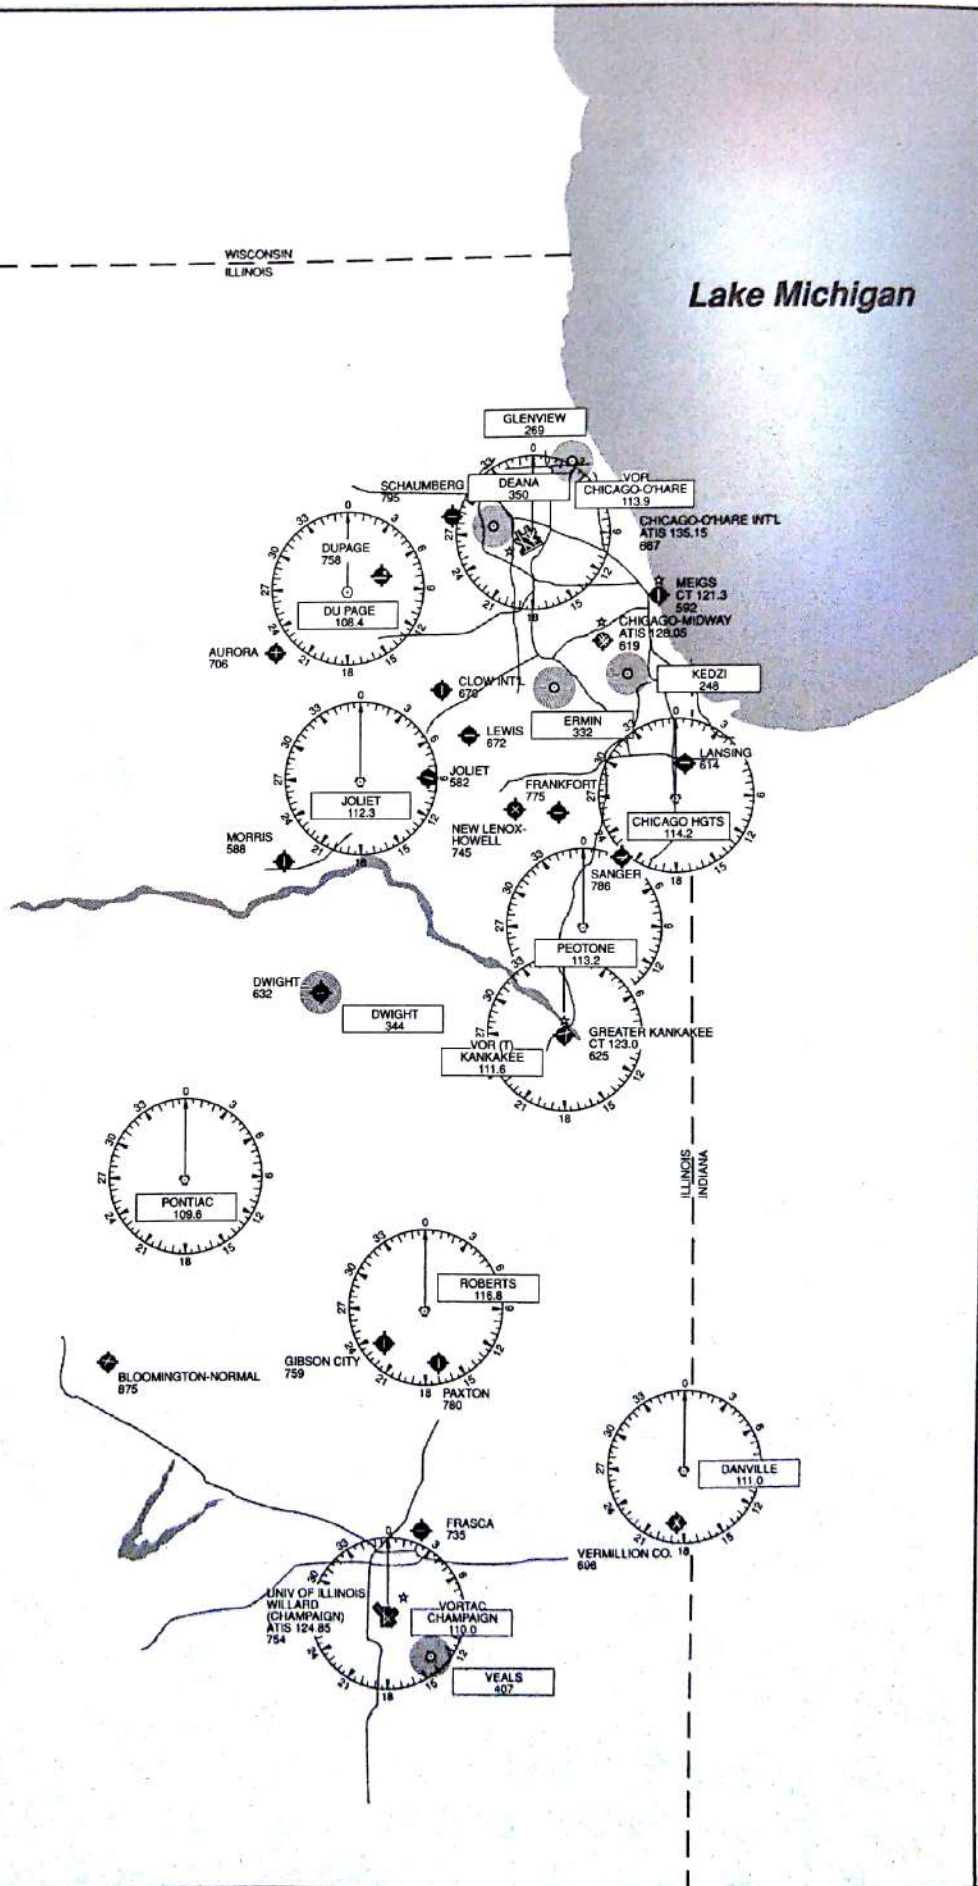 WISCONSIN
ILLINOIS
Lake Michigan
GLENVIEW
269
SCHAUMBERG
795
DEANA
350
VOR
CHICAGO-O'HARE
113.9
CHICAGO-O'HARE INT'L
ATIS 135.15
667
DUPAGE
758
DU PAGE
108.4
MEIGS
CT 121.3
592
CHICAGO-MIDWAY
ATIS 128.05
619
AURORA
706
CLOW INT'L
670
KEDZI
248
ERMIN
332
LEWIS
672
LANSING
614
JOLIET
582
JOLIET
112.3
FRANKFORT
775
CHICAGO HGTS
114.2
NEW LENOX-
HOWELL
745
MORRIS
588
SANGER
786
PEOTONE
113.2
DWIGHT
632
DWIGHT
344
VOR (T)
KANKAKEE
111.6
GREATER KANKAKEE
CT 123.0
625
ILLINOIS
INDIANA
PONTIAC
109.6
ROBERTS
116.8
GIBSON CITY
759
PAXTON
780
BLOOMINGTON-NORMAL
875
DANVILLE
111.0
FRASCA
735
VERMILLION CO.
696
UNIV OF ILLINOIS
WILLARD
(CHAMPAIGN)
ATIS 124.85
754
VORTAC
CHAMPAIGN
110.0
VEALS
407